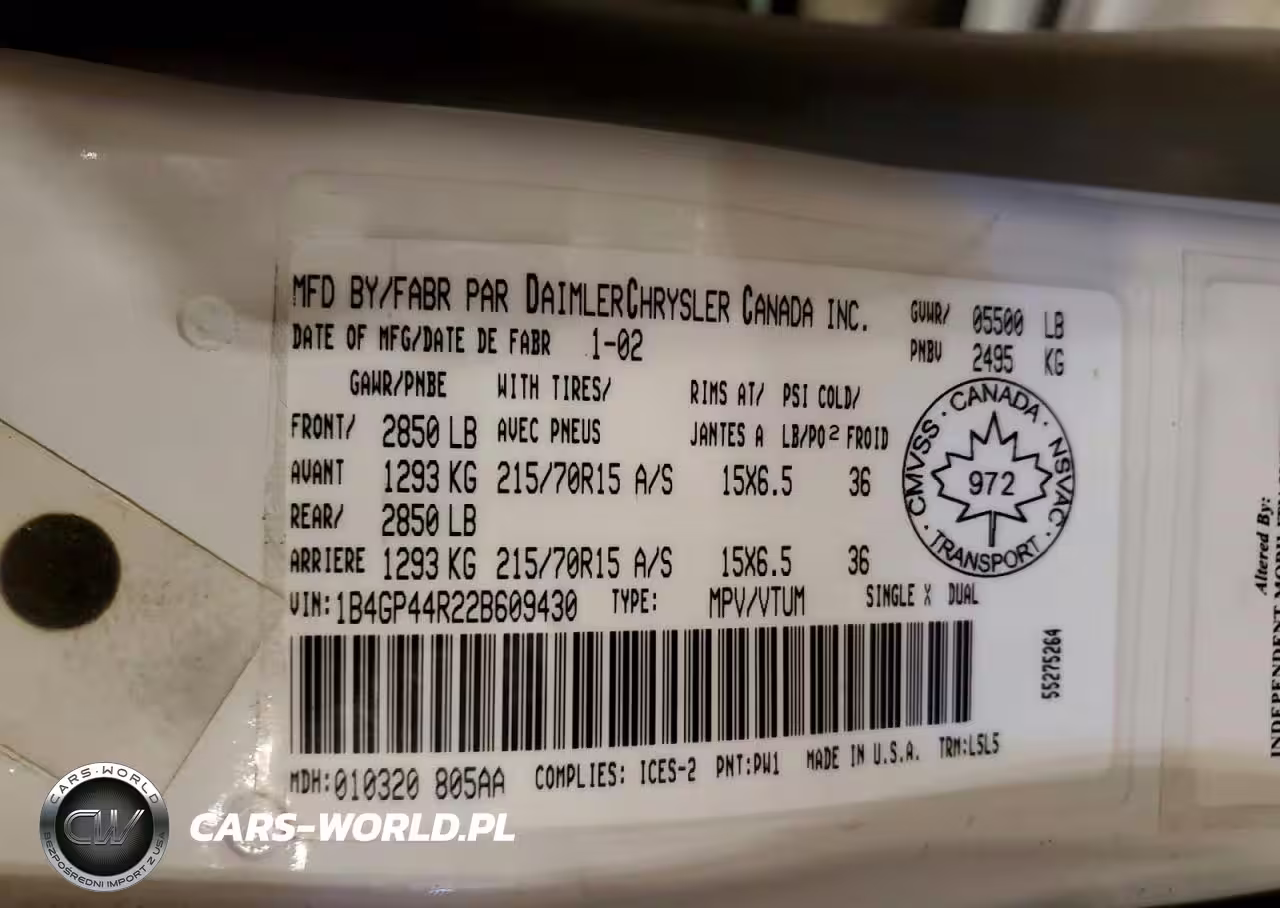 MFD BY/FABR PAR DAIMLERCHRYSLER CANADA INC.
GVWR/ 05500 LB
DATE OF MFG/DATE DE FABR 1-02
PNBV 2495 KG
GAWR/PNBE WITH TIRES/ RIMS AT/ PSI COLD/
FRONT/ 2850 LB AVEC PNEUS JANTES A LB/PO² FROID
AVANT 1293 KG 215/70R15 A/S 15X6.5 36
REAR/ 2850 LB
ARRIERE 1293 KG 215/70R15 A/S 15X6.5 36
CMVSS · CANADA · NSVAC · TRANSPORT ·
972
VIN: 1B4GP44R22B609430 TYPE: MPV/VTUM SINGLE X DUAL
55275264
MDH: 010320 805AA COMPLIES: ICES-2 PNT:PW1 MADE IN U.S.A. TRM:L5L5
Altered By:
CARS-WORLD
CW
BEZPOŚREDNI IMPORT Z USA
CARS-WORLD.PL